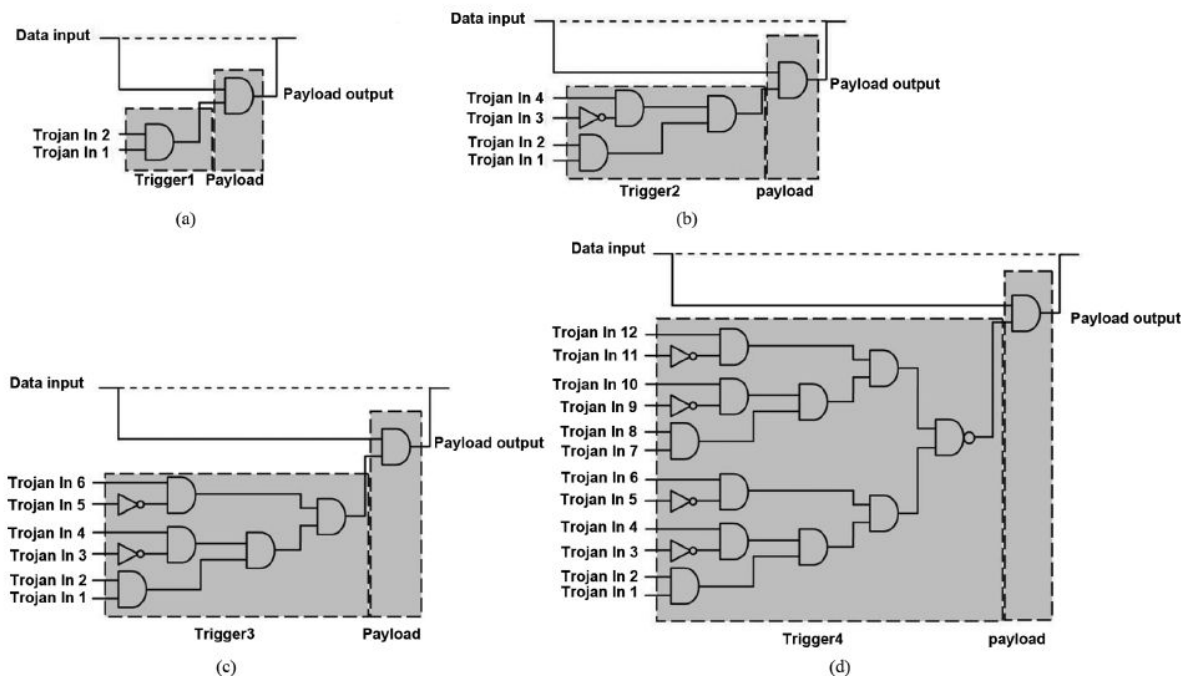 Data input
Payload output
Trojan In 2
Trojan In 1
Trigger1
Payload
(a)
Data input
Payload output
Trojan In 4
Trojan In 3
Trojan In 2
Trojan In 1
Trigger2
payload
(b)
Data input
Payload output
Trojan In 6
Trojan In 5
Trojan In 4
Trojan In 3
Trojan In 2
Trojan In 1
Trigger3
Payload
(c)
Data input
Payload output
Trojan In 12
Trojan In 11
Trojan In 10
Trojan In 9
Trojan In 8
Trojan In 7
Trojan In 6
Trojan In 5
Trojan In 4
Trojan In 3
Trojan In 2
Trojan In 1
Trigger4
payload
(d)